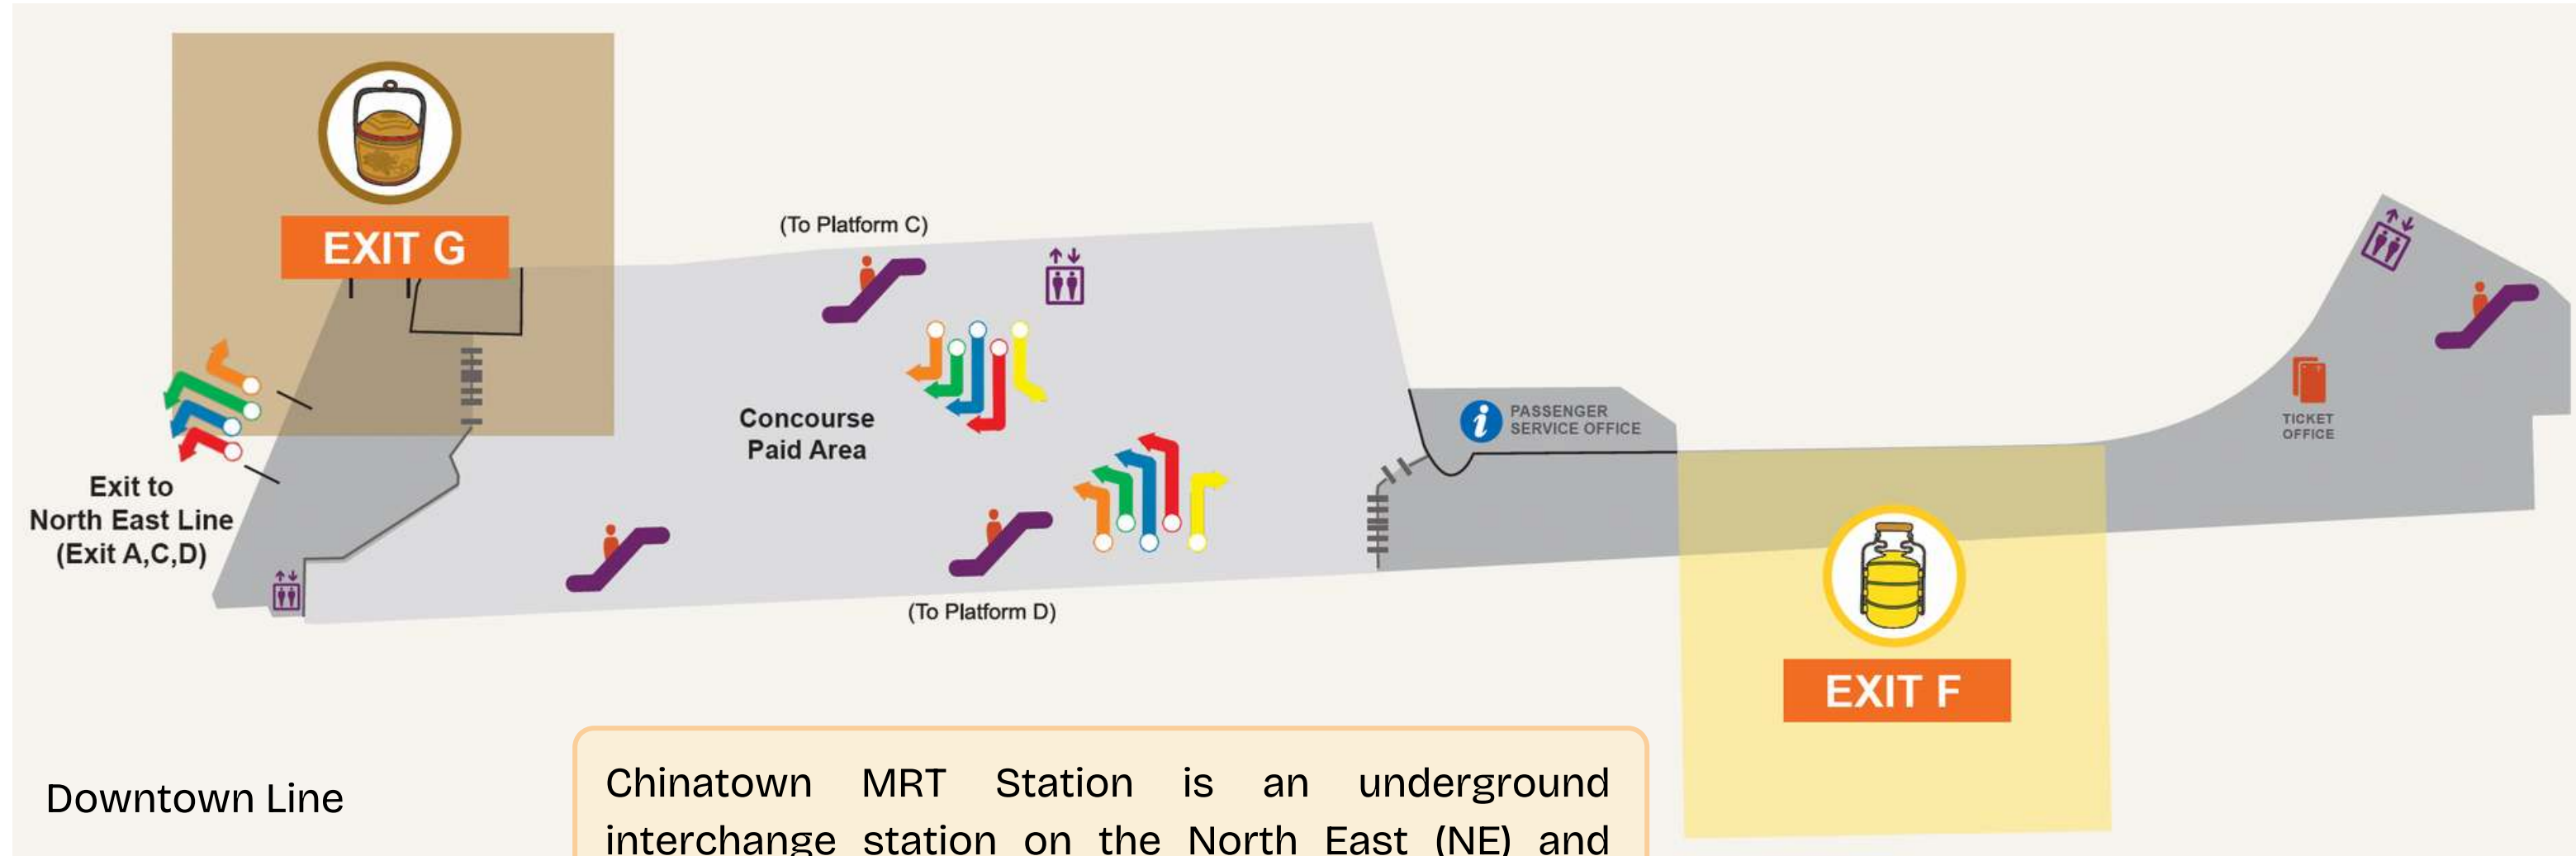 EXIT G
(To Platform C)
Concourse
Paid Area
PASSENGER
SERVICE OFFICE
TICKET
OFFICE
Exit to
North East Line
(Exit A,C,D)
(To Platform D)
EXIT F
Downtown Line
Chinatown MRT Station is an underground
interchange station on the North East (NE) and